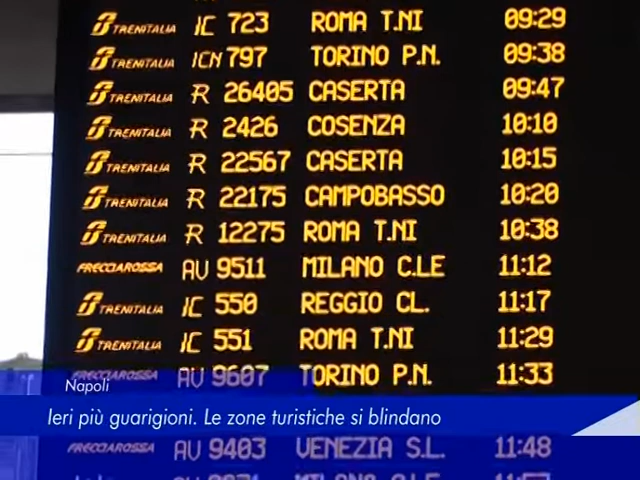 TRENITALIA IC 723 ROMA T.NI 09:29
TRENITALIA ICN 797 TORINO P.N. 09:38
TRENITALIA R 26405 CASERTA 09:47
TRENITALIA R 2426 COSENZA 10:10
TRENITALIA R 22567 CASERTA 10:15
TRENITALIA R 22175 CAMPOBASSO 10:20
TRENITALIA R 12275 ROMA T.NI 10:38
FRECCIAROSSA AV 9511 MILANO C.LE 11:12
TRENITALIA IC 550 REGGIO CL. 11:17
TRENITALIA IC 551 ROMA T.NI 11:29
FRECCIAROSSA AV 9607 TORINO P.N. 11:33
Napoli
Ieri più guarigioni. Le zone turistiche si blindano
FRECCIAROSSA AV 9403 VENEZIA S.L. 11:48